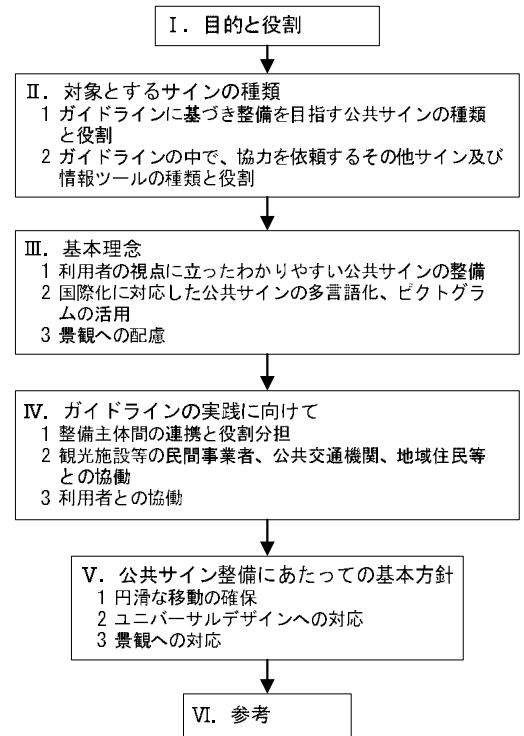 Ⅰ. 目的と役割
Ⅱ. 対象とするサインの種類
1 ガイドラインに基づき整備を目指す公共サインの種類
と役割
2 ガイドラインの中で、協力を依頼するその他サイン及び
情報ツールの種類と役割
Ⅲ. 基本理念
1 利用者の視点に立ったわかりやすい公共サインの整備
2 国際化に対応した公共サインの多言語化、ピクトグラ
ムの活用
3 景観への配慮
Ⅳ. ガイドラインの実践に向けて
1 整備主体間の連携と役割分担
2 観光施設等の民間事業者、公共交通機関、地域住民等
との協働
3 利用者との協働
Ⅴ. 公共サイン整備にあたっての基本方針
1 円滑な移動の確保
2 ユニバーサルデザインへの対応
3 景観への対応
Ⅵ. 参考